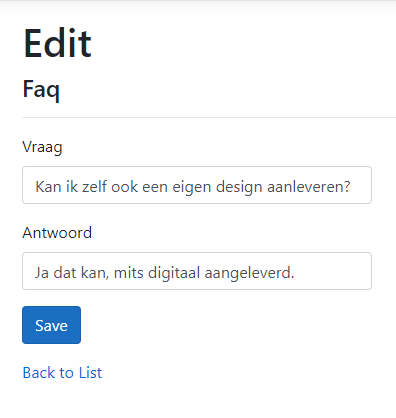 Edit
Faq
Vraag
Kan ik zelf ook een eigen design aanleveren?
Antwoord
Ja dat kan, mits digitaal aangeleverd.
Save
Back to List